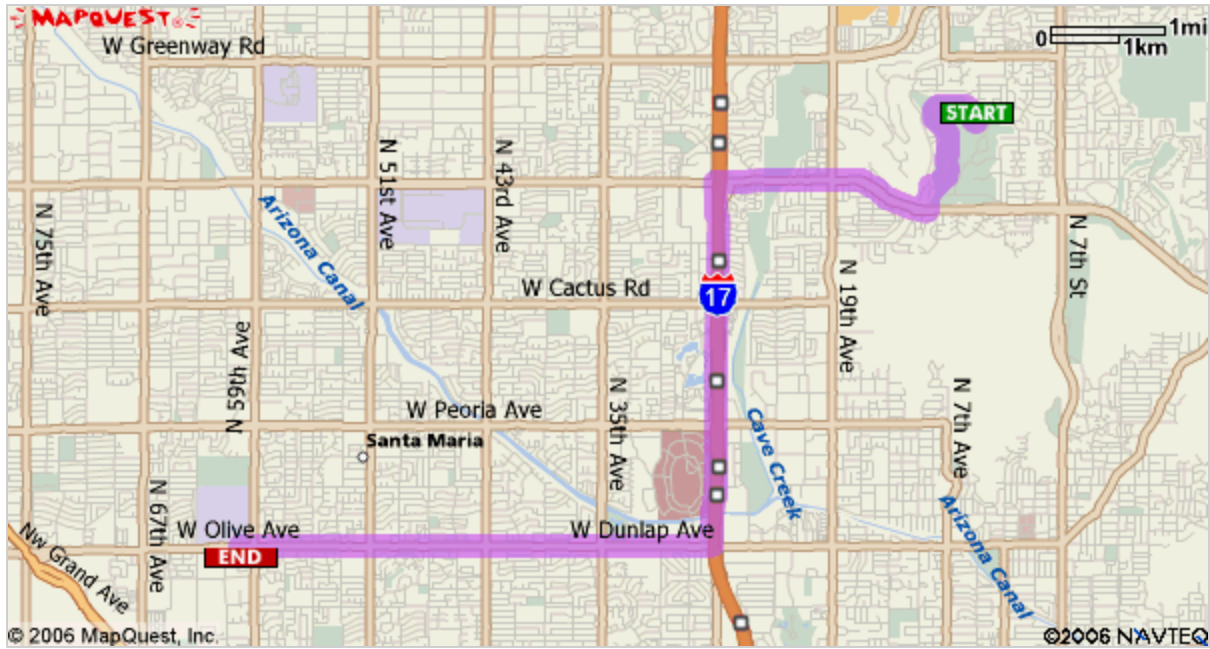 MAPQUEST®
W Greenway Rd
0 1mi
1km
START
N 51st Ave
N 43rd Ave
Arizona Canal
N 75th Ave
N 7th St
W Cactus Rd
17
N 19th Ave
N 59th Ave
N 35th Ave
W Peoria Ave
N 7th Ave
Santa Maria
Cave Creek
N 67th Ave
W Olive Ave
W Dunlap Ave
Arizona Canal
Nw Grand Ave
END
© 2006 MapQuest, Inc.
©2006 NAVTEQ